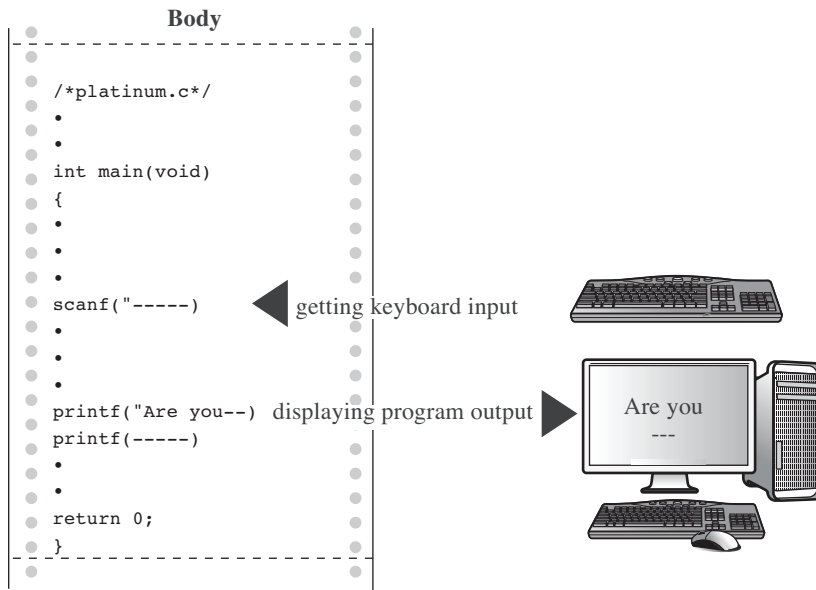 Body
/*platinum.c*/
•
•
int main(void)
{
•
•
•
scanf("-----)
getting keyboard input
•
•
•
printf("Are you--)
displaying program output
Are you
---
printf(-----)
•
•
return 0;
}